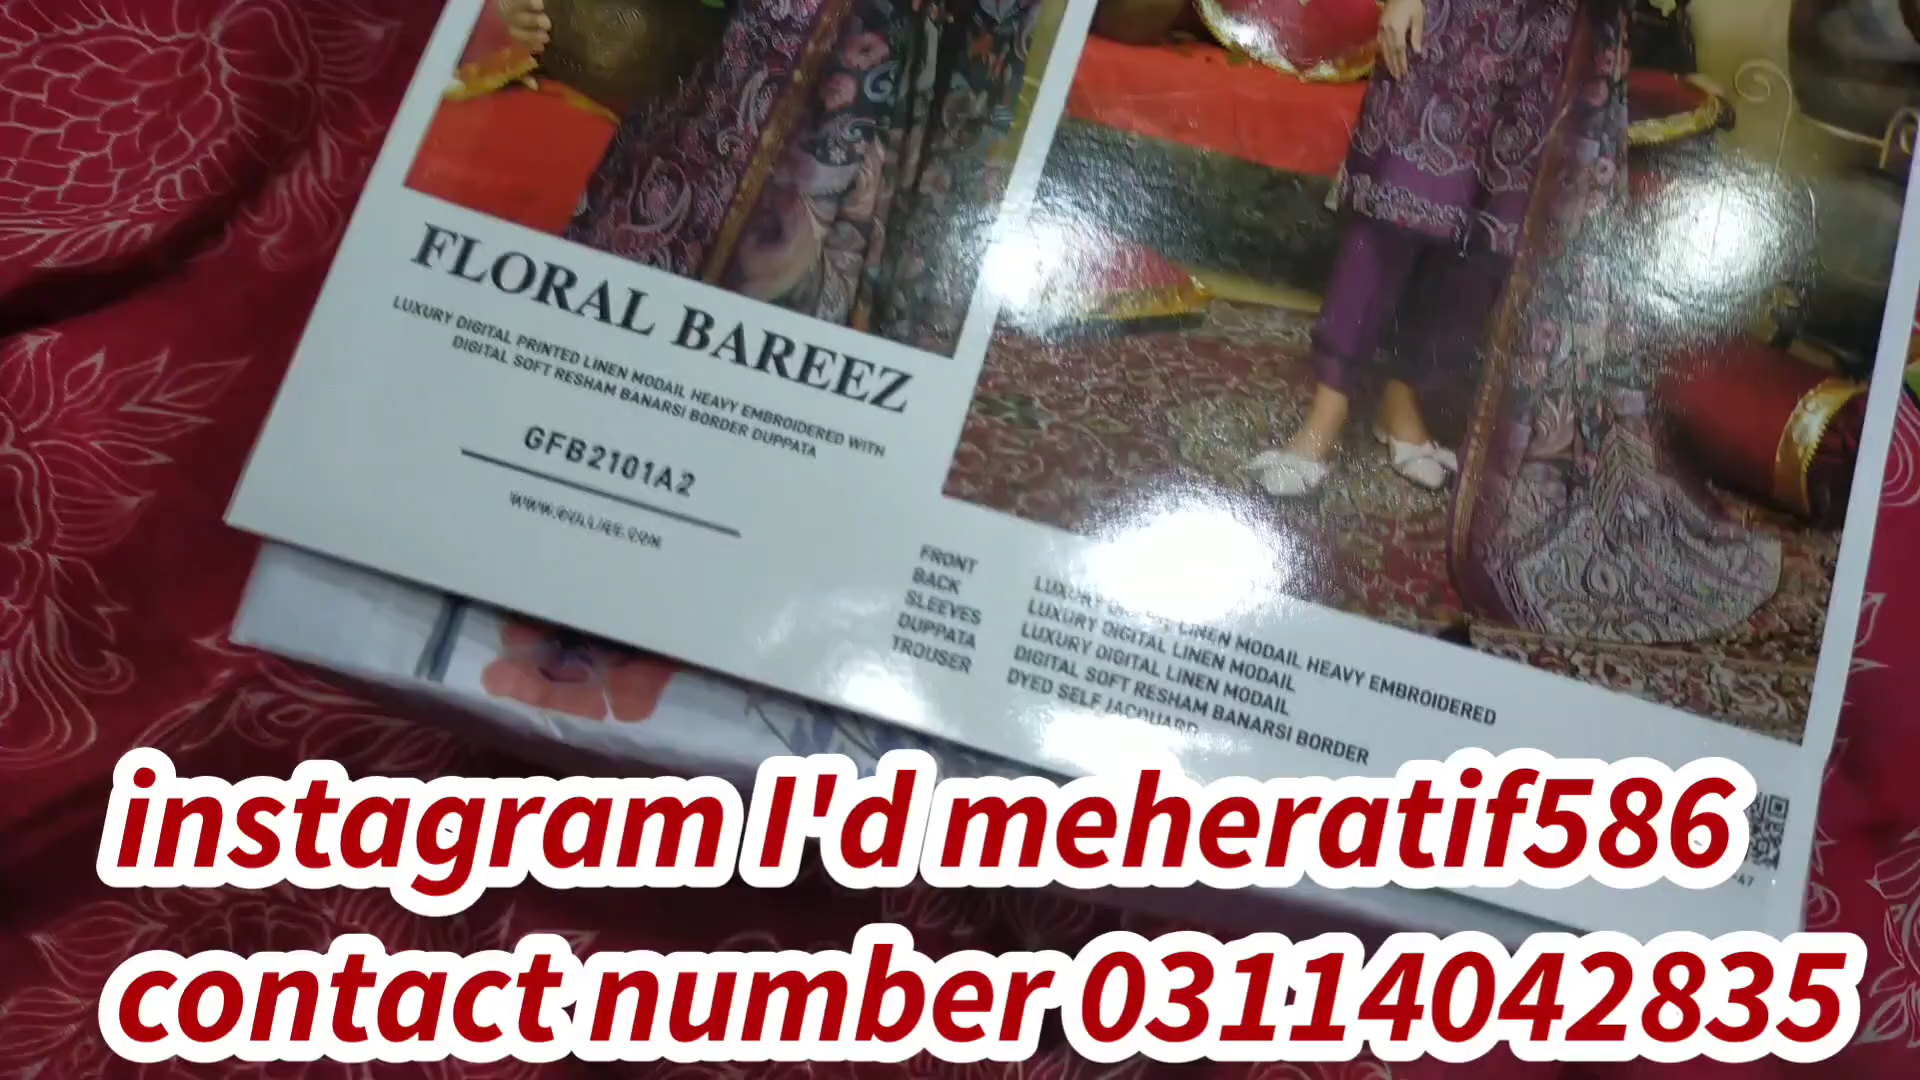 FLORAL BAREEZ
LUXURY DIGITAL PRINTED LINEN MODAIL HEAVY EMBROIDERED WITH
DIGITAL SOFT RESHAM BANARSI BORDER DUPPATA
GFB2101A2
FRONT LUXURY LINEN MODAIL HEAVY EMBROIDERED
BACK LUXURY DIGITAL LINEN MODAIL
SLEEVES LUXURY DIGITAL LINEN MODAIL
DUPPATA DIGITAL SOFT RESHAM BANARSI BORDER
TROUSER DYED SELF JACQUARD
instagram I'd meheratif586
contact number 03114042835